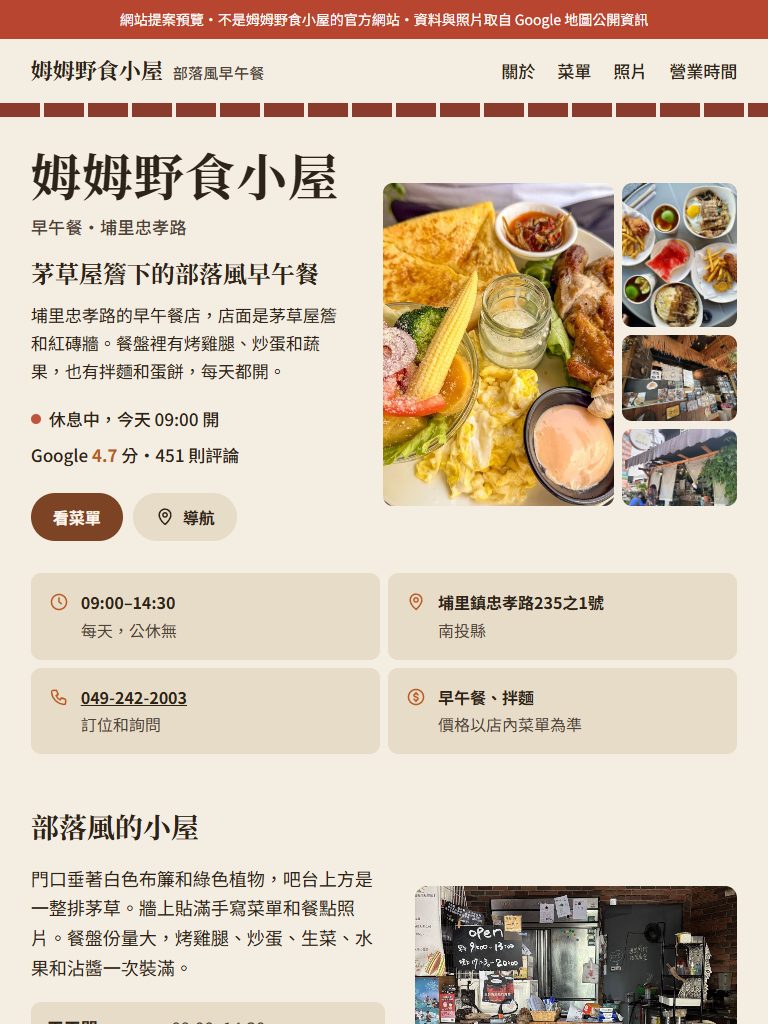 網站提案預覽・不是姆姆野食小屋的官方網站・資料與照片取自 Google 地圖公開資訊
姆姆野食小屋 部落風早午餐
關於 菜單 照片 營業時間
姆姆野食小屋
早午餐・埔里忠孝路
茅草屋簷下的部落風早午餐
埔里忠孝路的早午餐店，店面是茅草屋簷
和紅磚牆。餐盤裡有烤雞腿、炒蛋和蔬
果，也有拌麵和蛋餅，每天都開。
休息中，今天 09:00 開
Google 4.7 分・451 則評論
看菜單
導航
09:00–14:30
每天，公休無
埔里鎮忠孝路235之1號
南投縣
049-242-2003
訂位和詢問
早午餐、拌麵
價格以店內菜單為準
部落風的小屋
門口垂著白色布簾和綠色植物，吧台上方是
一整排茅草。牆上貼滿手寫菜單和餐點照
片。餐盤份量大，烤雞腿、炒蛋、生菜、水
果和沾醬一次裝滿。
open